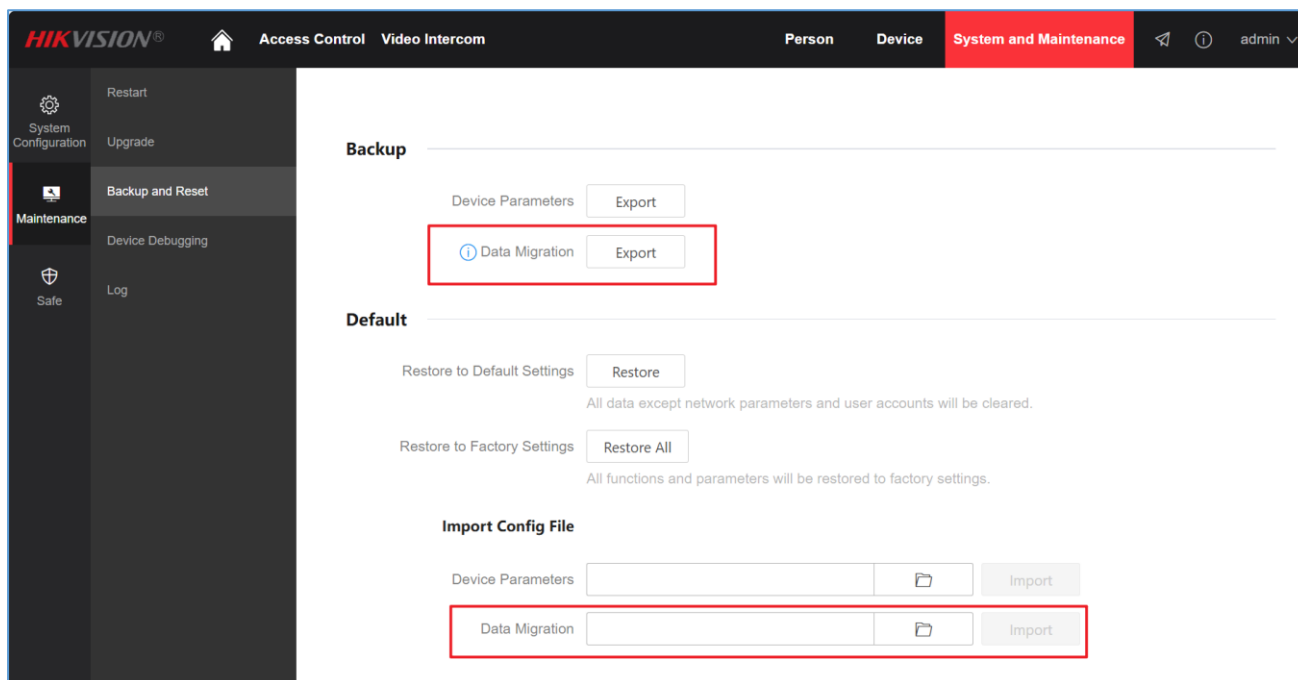 HIKVISION®
Access Control
Video Intercom
Person
Device
System and Maintenance
admin
System
Configuration
Maintenance
Safe
Restart
Upgrade
Backup and Reset
Device Debugging
Log
Backup
Device Parameters
Export
Data Migration
Export
Default
Restore to Default Settings
Restore
All data except network parameters and user accounts will be cleared.
Restore to Factory Settings
Restore All
All functions and parameters will be restored to factory settings.
Import Config File
Device Parameters
Import
Data Migration
Import